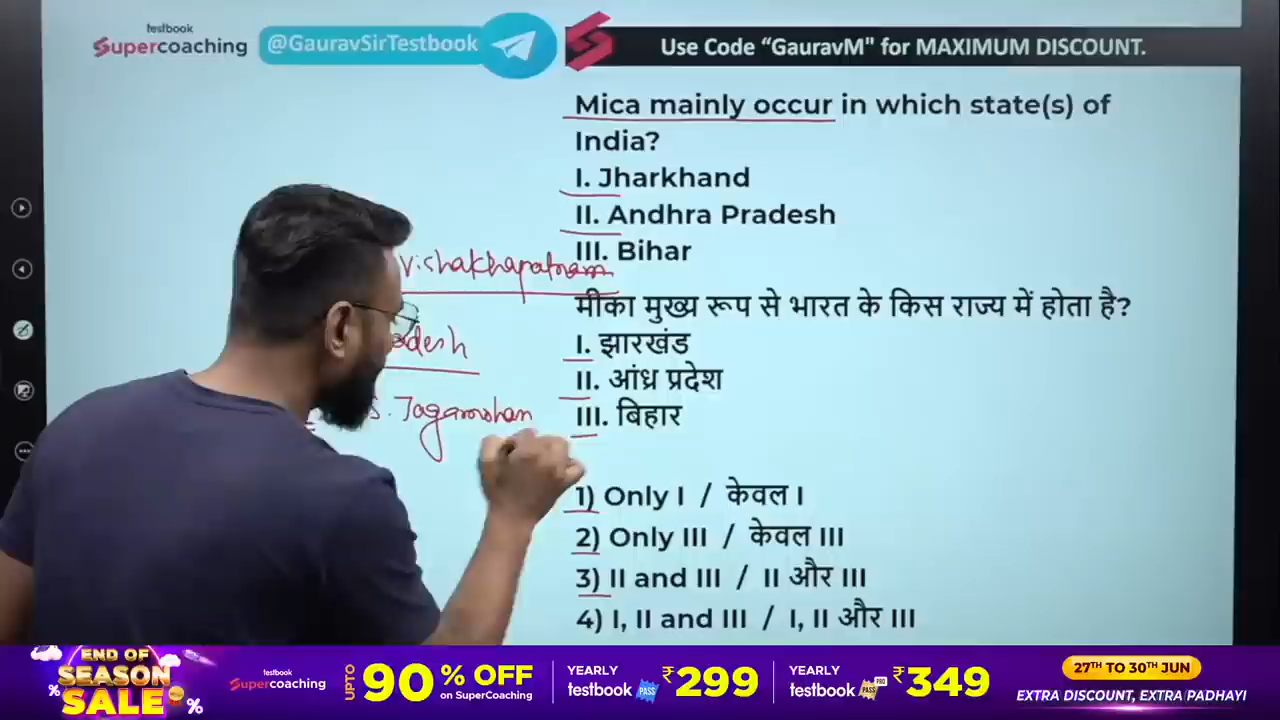 testbook
Supercoaching
@GauravSirTestbook
Use Code “GauravM" for MAXIMUM DISCOUNT.
Mica mainly occur in which state(s) of
India?
I. Jharkhand
II. Andhra Pradesh
III. Bihar
Vishakhapatnam
मीका मुख्य रूप से भारत के किस राज्य में होता है?
I. झारखंड
II. आंध्र प्रदेश
III. बिहार
adesh
S. Jaganmohan
1) Only I / केवल I
2) Only III / केवल III
3) II and III / II और III
4) I, II and III / I, II और III
END OF
SEASON
SALE
%
%
testbook
Supercoaching
UPTO 90% OFF
on SuperCoaching
YEARLY
testbook PASS ₹299
YEARLY
testbook PASS PRO ₹349
27TH TO 30TH JUN
EXTRA DISCOUNT, EXTRA PADHAYI